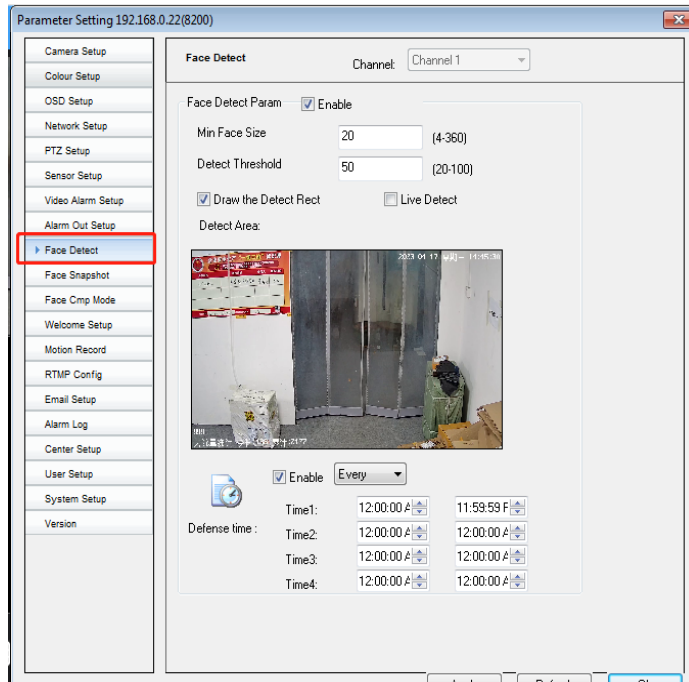 Parameter Setting 192.168.0.22(8200)
Camera Setup
Colour Setup
OSD Setup
Network Setup
PTZ Setup
Sensor Setup
Video Alarm Setup
Alarm Out Setup
Face Detect
Face Snapshot
Face Cmp Mode
Welcome Setup
Motion Record
RTMP Config
Email Setup
Alarm Log
Center Setup
User Setup
System Setup
Version
Face Detect
Channel: Channel 1
Face Detect Param Enable
Min Face Size 20 (4-360)
Detect Threshold 50 (20-100)
Draw the Detect Rect Live Detect
Detect Area:
2023 14:45:38
Enable Every
Defense time :
Time1: 12:00:00 A 11:59:59 F
Time2: 12:00:00 A 12:00:00 A
Time3: 12:00:00 A 12:00:00 A
Time4: 12:00:00 A 12:00:00 A